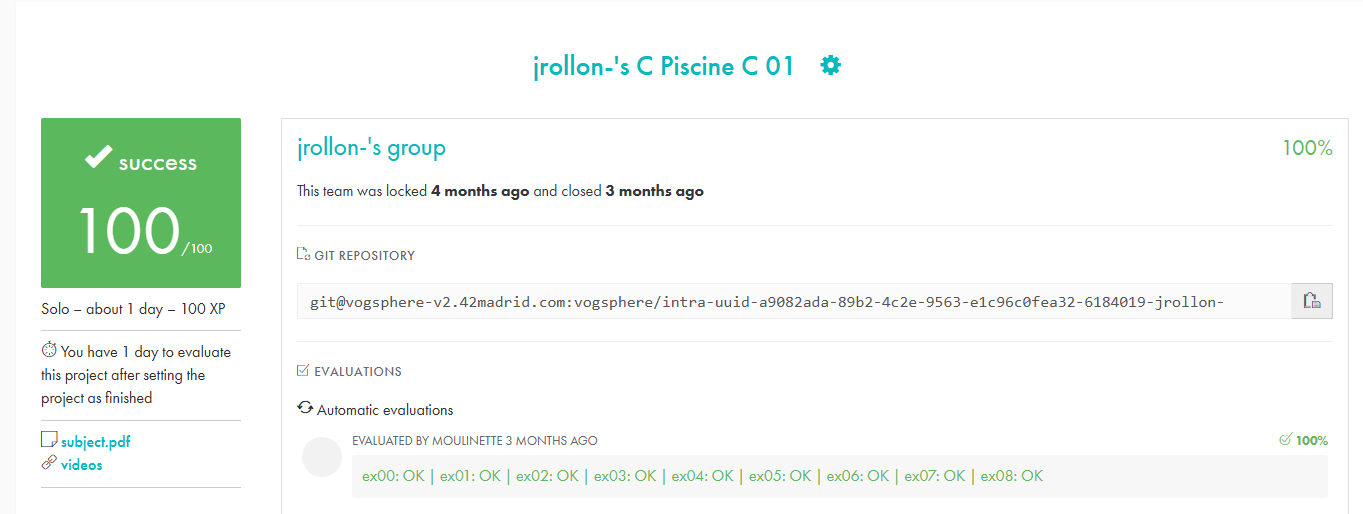 jrollon-'s C Piscine C 01
success
100/100
Solo – about 1 day – 100 XP
You have 1 day to evaluate
this project after setting the
project as finished
subject.pdf
videos
jrollon-'s group
100%
This team was locked 4 months ago and closed 3 months ago
GIT REPOSITORY
git@vogsphere-v2.42madrid.com:vogsphere/intra-uuid-a9082ada-89b2-4c2e-9563-e1c96c0fea32-6184019-jrollon-
EVALUATIONS
Automatic evaluations
EVALUATED BY MOULINETTE 3 MONTHS AGO
100%
ex00: OK | ex01: OK | ex02: OK | ex03: OK | ex04: OK | ex05: OK | ex06: OK | ex07: OK | ex08: OK